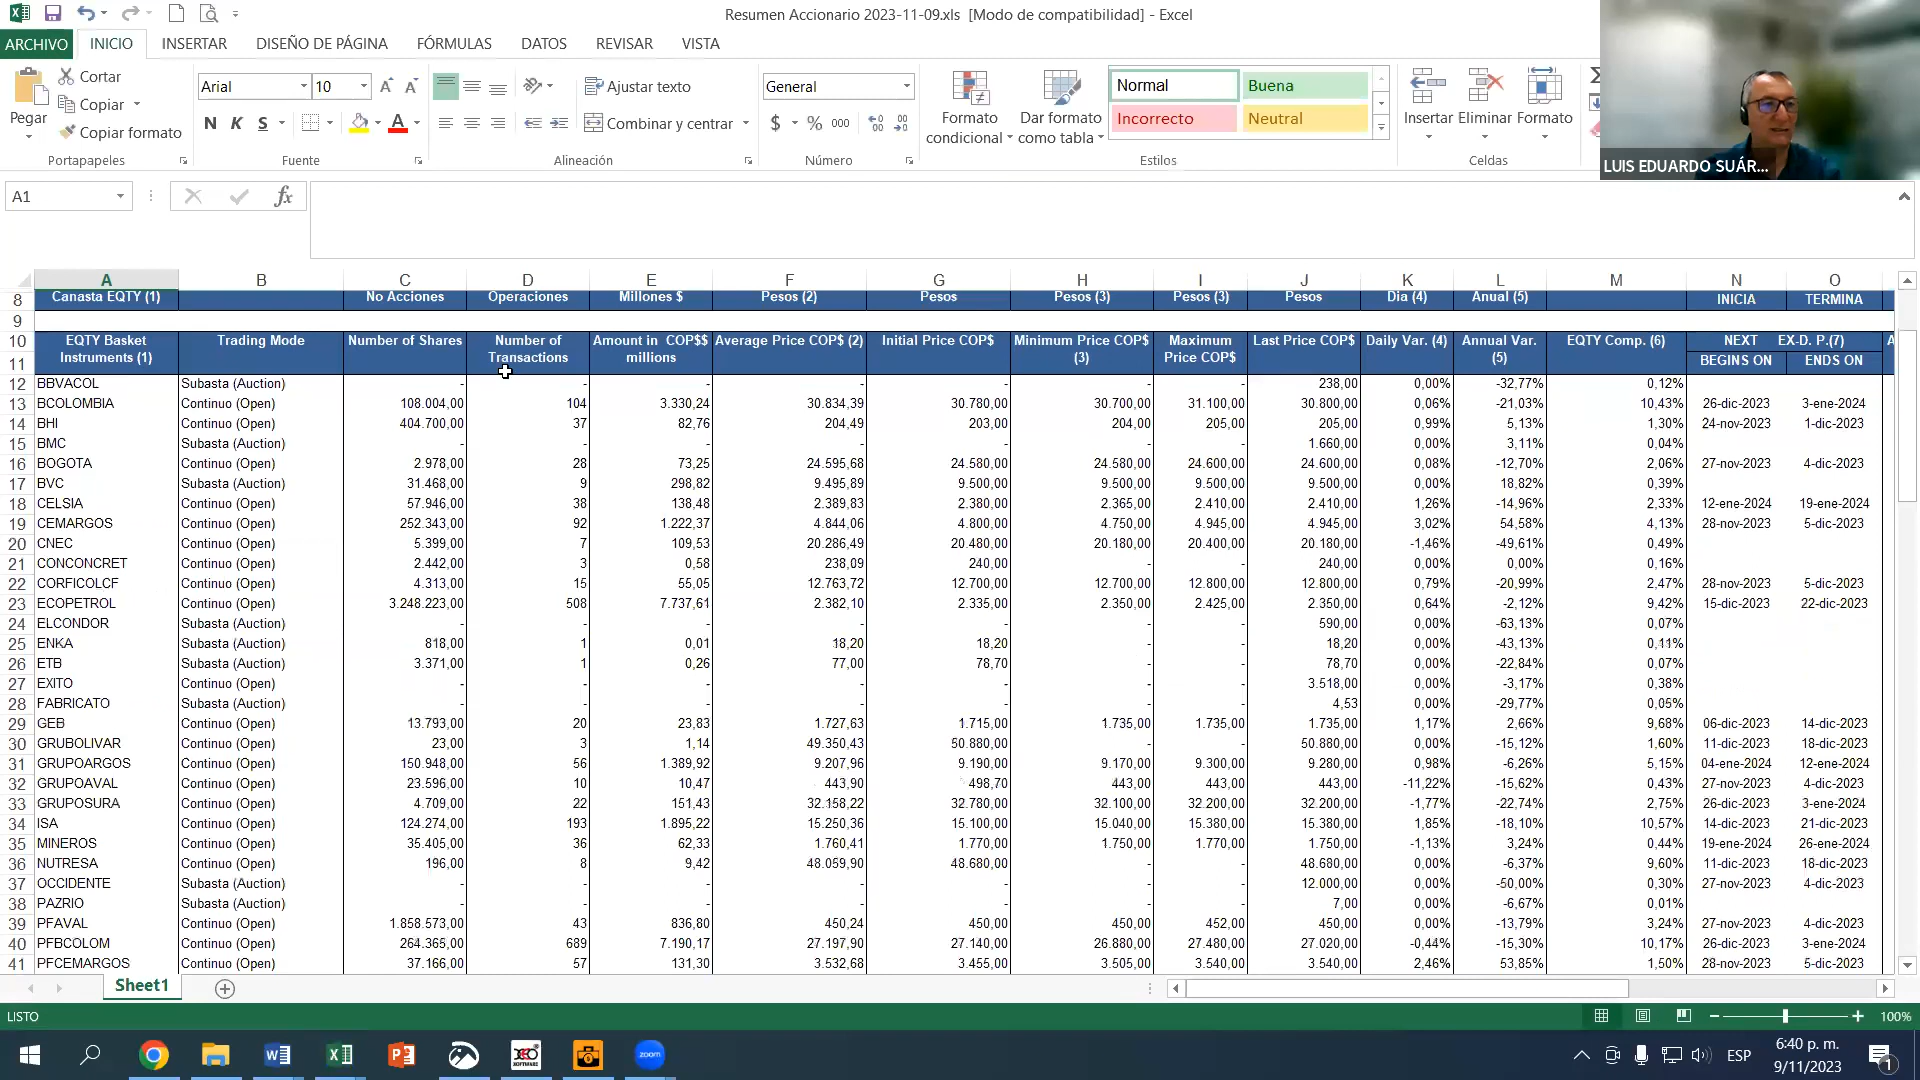 Resumen Accionario 2023-11-09.xls [Modo de compatibilidad] - Excel
ARCHIVO INICIO INSERTAR DISEÑO DE PÁGINA FÓRMULAS DATOS REVISAR VISTA
Pegar
Cortar
Copiar
Copiar formato
Portapapeles
Arial 10
N K S
Fuente
Ajustar texto
Combinar y centrar
Alineación
General
$ % 000
Número
Formato condicional
Dar formato como tabla
Normal Buena
Incorrecto Neutral
Estilos
Insertar Eliminar Formato
Celdas
LUIS EDUARDO SUÁR...
A1
A B C D E F G H I J K L M N O
8 Canasta EQTY (1) No Acciones Operaciones Millones $ Pesos (2) Pesos Pesos (3) Pesos (3) Pesos Dia (4) Anual (5) INICIA TERMINA
9
10 EQTY Basket Trading Mode Number of Shares Number of Amount in COP$$ Average Price COP$ (2) Initial Price COP$ Minimum Price COP$ Maximum Last Price COP$ Daily Var. (4) Annual Var. EQTY Comp. (6) NEXT EX-D. P.(7) A
11 Instruments (1) Transactions millions (3) Price COP$ (5) BEGINS ON ENDS ON
12 BBVACOL Subasta (Auction) - - - - - - - 238,00 0,00% -32,77% 0,12%
13 BCOLOMBIA Continuo (Open) 108.004,00 104 3.330,24 30.834,39 30.780,00 30.700,00 31.100,00 30.800,00 0,06% -21,03% 10,43% 26-dic-2023 3-ene-2024
14 BHI Continuo (Open) 404.700,00 37 82,76 204,49 203,00 204,00 205,00 205,00 0,99% 5,13% 1,30% 24-nov-2023 1-dic-2023
15 BMC Subasta (Auction) - - - - - - - 1.660,00 0,00% 3,11% 0,04%
16 BOGOTA Continuo (Open) 2.978,00 28 73,25 24.595,68 24.580,00 24.580,00 24.600,00 24.600,00 0,08% -12,70% 2,06% 27-nov-2023 4-dic-2023
17 BVC Subasta (Auction) 31.468,00 9 298,82 9.495,89 9.500,00 9.500,00 9.500,00 9.500,00 0,00% 18,82% 0,39%
18 CELSIA Continuo (Open) 57.946,00 38 138,48 2.389,83 2.380,00 2.365,00 2.410,00 2.410,00 1,26% -14,96% 2,33% 12-ene-2024 19-ene-2024
19 CEMARGOS Continuo (Open) 252.343,00 92 1.222,37 4.844,06 4.800,00 4.750,00 4.945,00 4.945,00 3,02% 54,58% 4,13% 28-nov-2023 5-dic-2023
20 CNEC Continuo (Open) 5.399,00 7 109,53 20.286,49 20.480,00 20.180,00 20.400,00 20.180,00 -1,46% -49,61% 0,49%
21 CONCONCRET Continuo (Open) 2.442,00 3 0,58 238,09 240,00 - - 240,00 0,00% 0,00% 0,16%
22 CORFICOLCF Continuo (Open) 4.313,00 15 55,05 12.763,72 12.700,00 12.700,00 12.800,00 12.800,00 0,79% -20,99% 2,47% 28-nov-2023 5-dic-2023
23 ECOPETROL Continuo (Open) 3.248.223,00 508 7.737,61 2.382,10 2.335,00 2.350,00 2.425,00 2.350,00 0,64% -2,12% 9,42% 15-dic-2023 22-dic-2023
24 ELCONDOR Subasta (Auction) - - - - - - - 590,00 0,00% -63,13% 0,07%
25 ENKA Subasta (Auction) 818,00 1 0,01 18,20 18,20 - - 18,20 0,00% -43,13% 0,11%
26 ETB Subasta (Auction) 3.371,00 1 0,26 77,00 78,70 - - 78,70 0,00% -22,84% 0,07%
27 EXITO Continuo (Open) - - - - - - - 3.518,00 0,00% -3,17% 0,38%
28 FABRICATO Subasta (Auction) - - - - - - - 4,53 0,00% -29,77% 0,05%
29 GEB Continuo (Open) 13.793,00 20 23,83 1.727,63 1.715,00 1.735,00 1.735,00 1.735,00 1,17% 2,66% 9,68% 06-dic-2023 14-dic-2023
30 GRUBOLIVAR Continuo (Open) 23,00 3 1,14 49.350,43 50.880,00 - - 50.880,00 0,00% -15,12% 1,60% 11-dic-2023 18-dic-2023
31 GRUPOARGOS Continuo (Open) 150.948,00 56 1.389,92 9.207,96 9.190,00 9.170,00 9.300,00 9.280,00 0,98% -6,26% 5,15% 04-ene-2023 12-ene-2024
32 GRUPOAVAL Continuo (Open) 23.596,00 10 10,47 443,90 498,70 443,00 443,00 443,00 -11,22% -15,62% 0,43% 27-nov-2023 4-dic-2023
33 GRUPOSURA Continuo (Open) 4.709,00 22 151,43 32.158,22 32.780,00 32.100,00 32.200,00 32.200,00 -1,77% -22,74% 2,75% 26-dic-2023 3-ene-2024
34 ISA Continuo (Open) 124.274,00 193 1.895,22 15.250,36 15.100,00 15.040,00 15.380,00 15.380,00 1,85% -18,10% 10,57% 14-dic-2023 21-dic-2023
35 MINEROS Continuo (Open) 35.405,00 36 62,33 1.760,41 1.770,00 1.750,00 1.770,00 1.750,00 -1,13% 3,24% 0,44% 19-ene-2024 26-ene-2024
36 NUTRESA Continuo (Open) 196,00 8 9,42 48.059,90 48.680,00 - - 48.680,00 0,00% -6,37% 9,60% 11-dic-2023 18-dic-2023
37 OCCIDENTE Subasta (Auction) - - - - - - - 12.000,00 0,00% -50,00% 0,30% 27-nov-2023 4-dic-2023
38 PAZRIO Subasta (Auction) - - - - - - - 7,00 0,00% -6,67% 0,01%
39 PFAVAL Continuo (Open) 1.858.573,00 43 836,80 450,24 450,00 450,00 452,00 450,00 0,00% -13,79% 3,24% 27-nov-2023 4-dic-2023
40 PFBCOLOM Continuo (Open) 264.365,00 689 7.190,17 27.197,90 27.140,00 26.880,00 27.480,00 27.020,00 -0,44% -15,30% 10,17% 26-dic-2023 3-ene-2024
41 PFCEMARGOS Continuo (Open) 37.166,00 57 131,30 3.532,68 3.455,00 3.505,00 3.540,00 3.540,00 2,46% 53,85% 1,50% 28-nov-2023 5-dic-2023
Sheet1
LISTO
100%
zoom
ESP
6:40 p. m.
9/11/2023
1